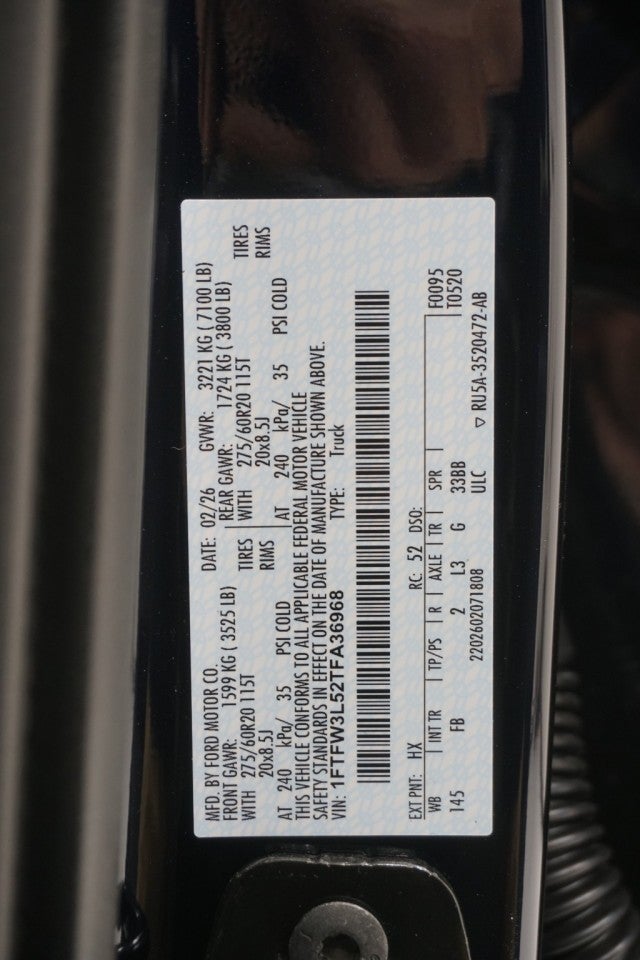 MFD. BY FORD MOTOR CO.
DATE: 02/26 GVWR: 3221 KG ( 7100 LB)
FRONT GAWR: 1599 KG ( 3525 LB) REAR GAWR: 1724 KG ( 3800 LB)
WITH 275/60R20 115T TIRES WITH 275/60R20 115T TIRES
20x8.5J RIMS 20x8.5J RIMS
AT 240 kPa/ 35 PSI COLD AT 240 kPa/ 35 PSI COLD
THIS VEHICLE CONFORMS TO ALL APPLICABLE FEDERAL MOTOR VEHICLE
SAFETY STANDARDS IN EFFECT ON THE DATE OF MANUFACTURE SHOWN ABOVE.
VIN: 1FTFW3L52TFA36968 TYPE: Truck
EXT PNT: HX RC: 52 DSO: F0095
WB INT TR TP/PS R AXLE TR SPR T0520
145 FB 2 L3 G 33BB
2202602071808 ULC ▽ RU5A-3520472-AB